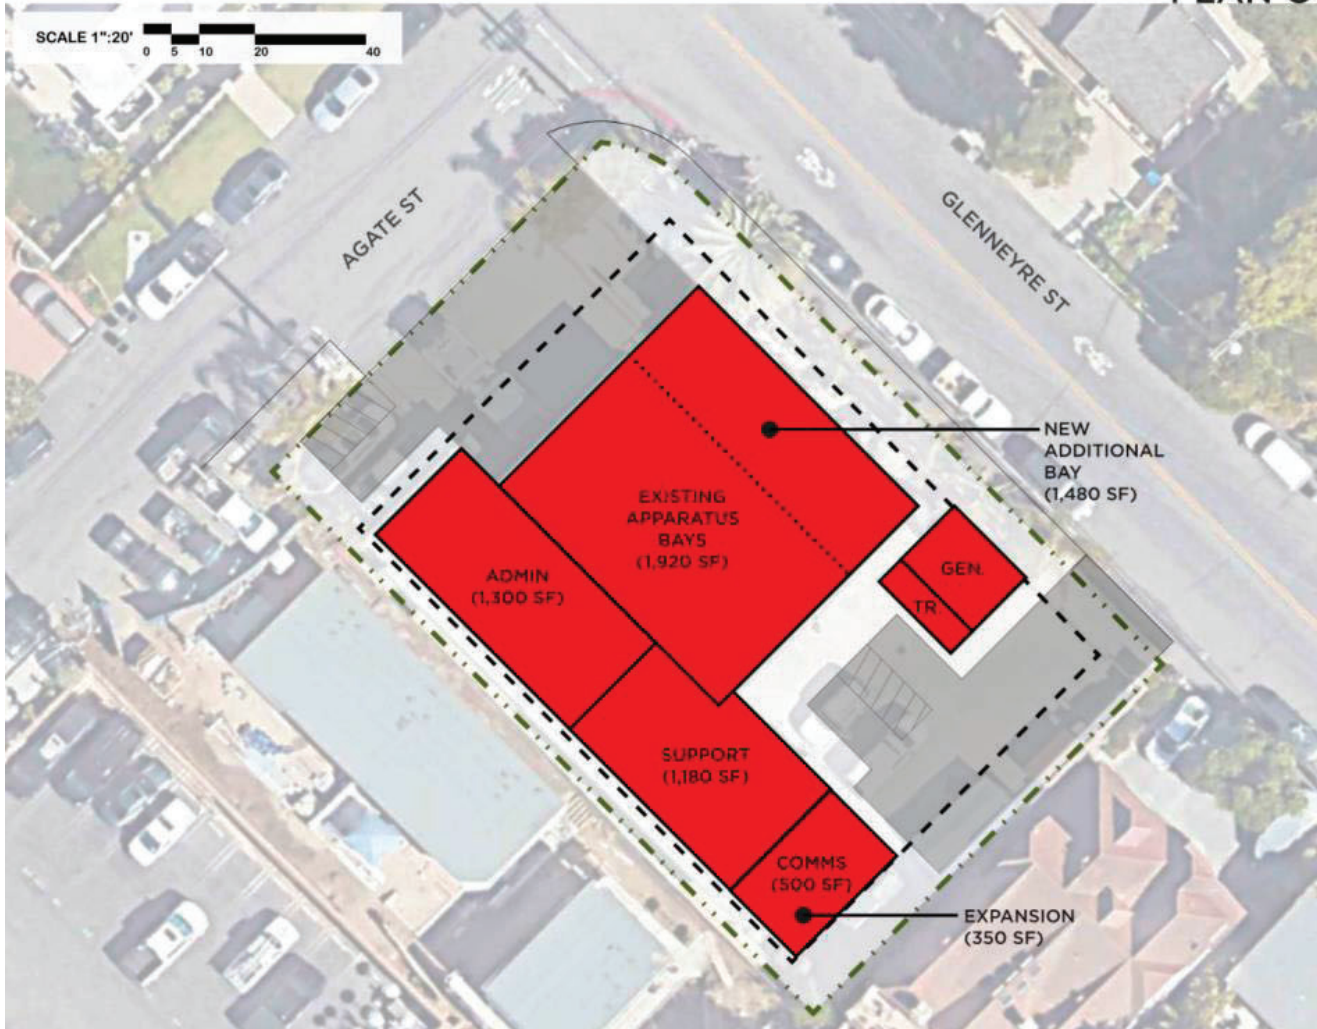 PLAN
SCALE 1":20'
0 5 10 20 40
AGATE ST
GLENNEYRE ST
NEW
ADDITIONAL
BAY
(1,480 SF)
EXISTING
APPARATUS
BAYS
(1,920 SF)
ADMIN
(1,300 SF)
GEN.
TR.
SUPPORT
(1,180 SF)
COMMS
(500 SF)
EXPANSION
(350 SF)